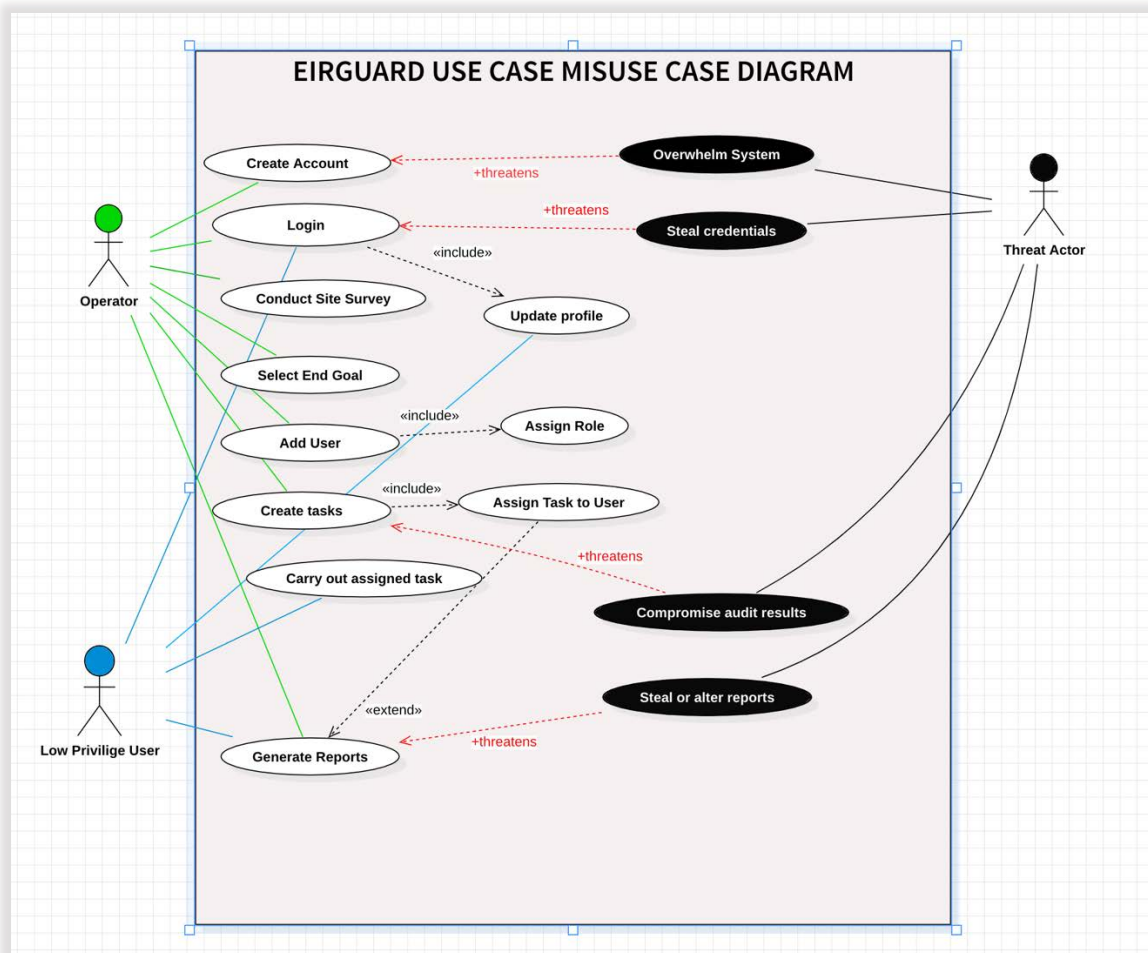 EIRGUARD USE CASE MISUSE CASE DIAGRAM
Create Account
+threatens
Overwhelm System
Login
+threatens
Steal credentials
Threat Actor
«include»
Operator
Conduct Site Survey
Update profile
Select End Goal
«include»
Assign Role
Add User
«include»
Create tasks
Assign Task to User
+threatens
Carry out assigned task
Compromise audit results
Steal or alter reports
«extend»
+threatens
Low Privilige User
Generate Reports